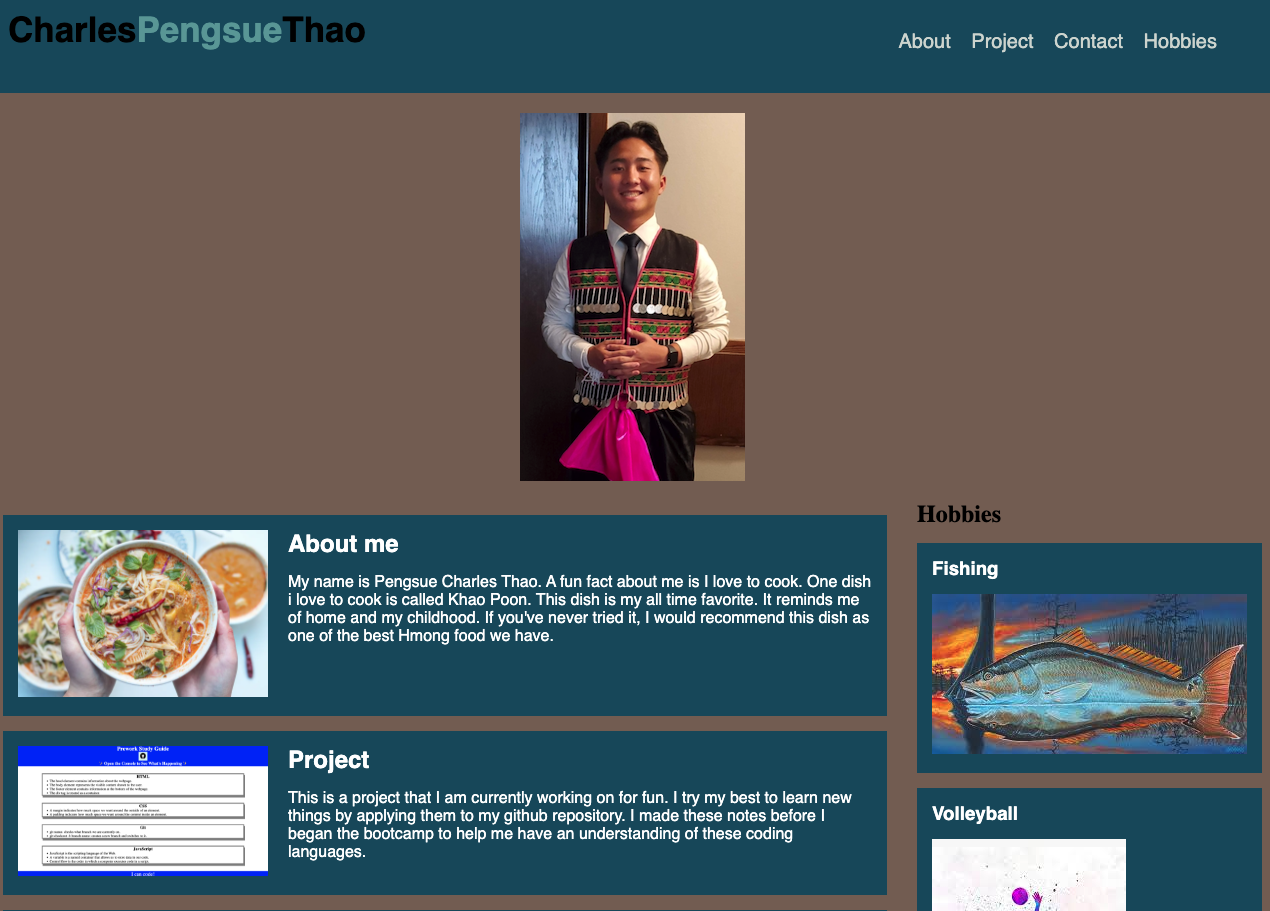 CharlesPengsueThao
About Project Contact Hobbies
About me
My name is Pengsue Charles Thao. A fun fact about me is I love to cook. One dish
i love to cook is called Khao Poon. This dish is my all time favorite. It reminds me
of home and my childhood. If you've never tried it, I would recommend this dish as
one of the best Hmong food we have.
Prework Study Guide
HTML
CSS
Git
JavaScript
I can code!
Project
This is a project that I am currently working on for fun. I try my best to learn new
things by applying them to my github repository. I made these notes before I
began the bootcamp to help me have an understanding of these coding
languages.
Hobbies
Fishing
Volleyball